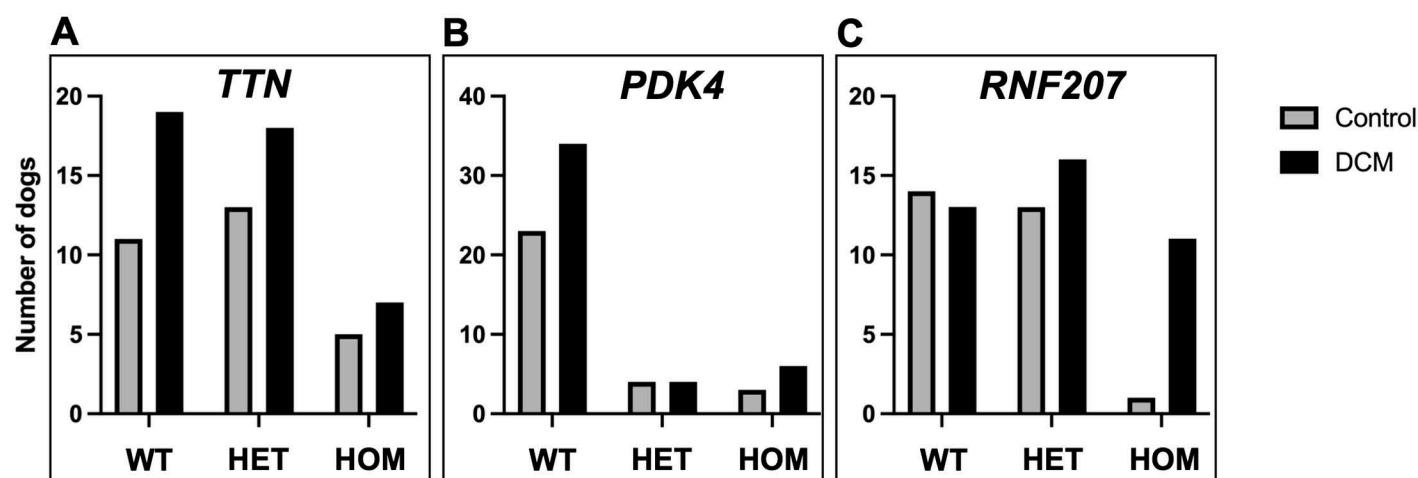 A
B
C
TTN
PDK4
RNF207
Number of dogs
20
15
10
5
0
WT HET HOM
40
30
20
10
0
WT HET HOM
20
15
10
5
0
WT HET HOM
Control
DCM